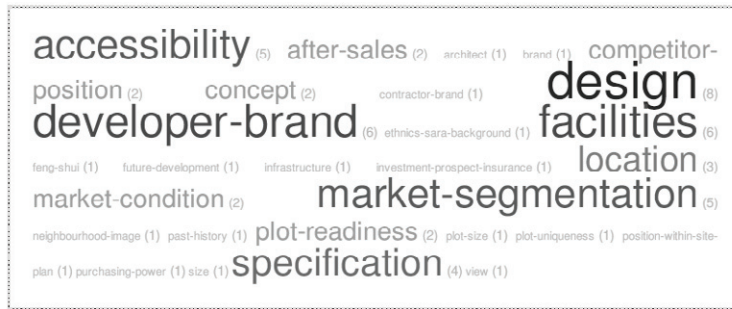 accessibility (5) after-sales (2) architect (1) brand (1) competitor-
position (2) concept (2) contractor-brand (1) design (8)
developer-brand (6) ethnics-sara-background (1) facilities (6)
feng-shui (1) future-development (1) infrastructure (1) investment-prospect-insurance (1) location (3)
market-condition (2) market-segmentation (5)
neighbourhood-image (1) past-history (1) plot-readiness (2) plot-size (1) plot-uniqueness (1) position-within-site-
plan (1) purchasing-power (1) size (1) specification (4) view (1)